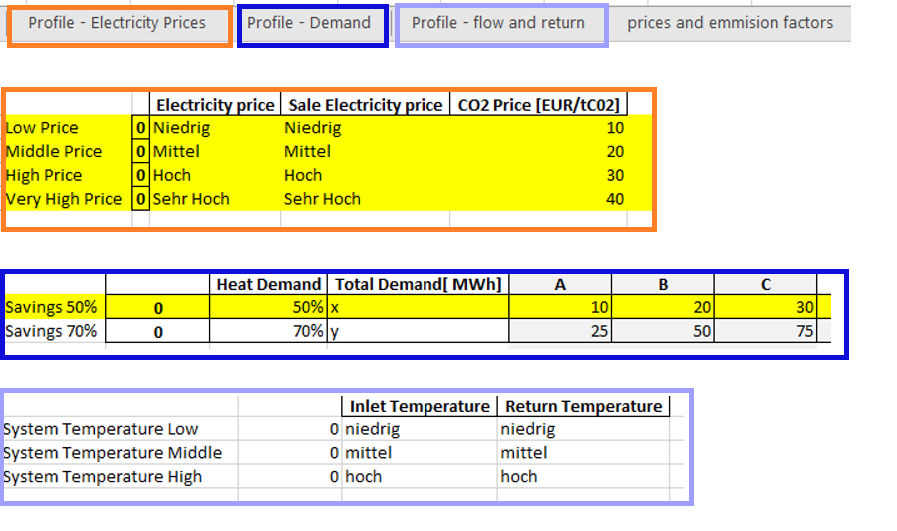 Profile - Electricity Prices Profile - Demand Profile - flow and return prices and emmision factors
Electricity price Sale Electricity price CO2 Price [EUR/tC02]
Low Price 0 Niedrig Niedrig 10
Middle Price 0 Mittel Mittel 20
High Price 0 Hoch Hoch 30
Very High Price 0 Sehr Hoch Sehr Hoch 40
Heat Demand Total Demand[ MWh] A B C
Savings 50% 0 50% x 10 20 30
Savings 70% 0 70% y 25 50 75
Inlet Temperature Return Temperature
System Temperature Low 0 niedrig niedrig
System Temperature Middle 0 mittel mittel
System Temperature High 0 hoch hoch